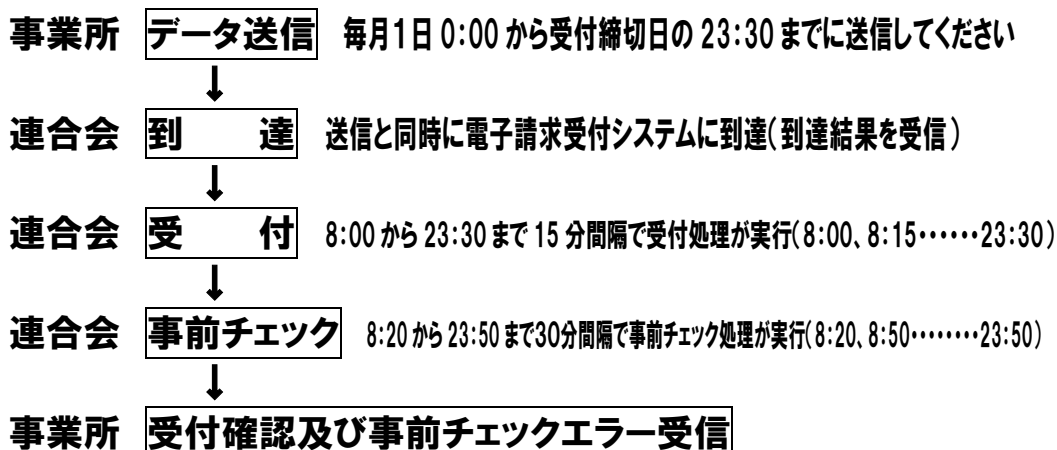 事業所 データ送信 毎月1日 0:00 から受付締切日の 23:30 までに送信してください
↓
連合会 到 達 送信と同時に電子請求受付システムに到達(到達結果を受信)
↓
連合会 受 付 8:00 から 23:30 まで 15 分間隔で受付処理が実行(8:00、8:15・・・・・・23:30)
↓
連合会 事前チェック 8:20 から 23:50 まで30分間隔で事前チェック処理が実行(8:20、8:50・・・・・・・・23:50)
↓
事業所 受付確認及び事前チェックエラー受信